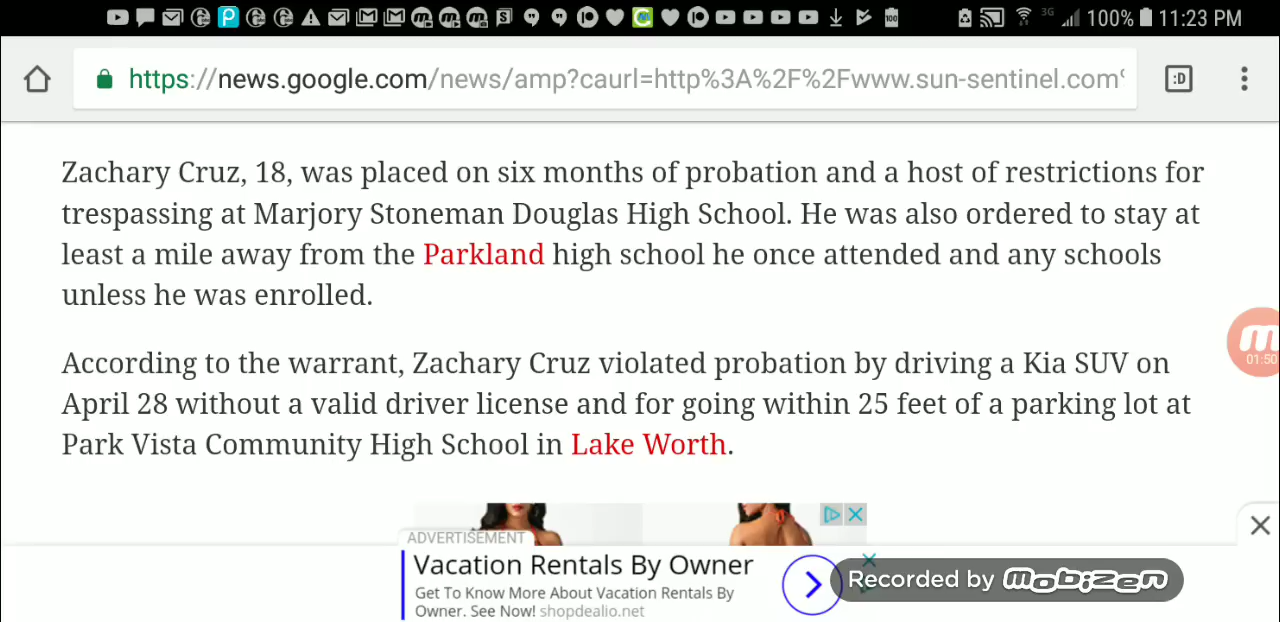 3G 100% 11:23 PM
https://news.google.com/news/amp?caurl=http%3A%2F%2Fwww.sun-sentinel.com%
:D
Zachary Cruz, 18, was placed on six months of probation and a host of restrictions for
trespassing at Marjory Stoneman Douglas High School. He was also ordered to stay at
least a mile away from the Parkland high school he once attended and any schools
unless he was enrolled.
01:50
According to the warrant, Zachary Cruz violated probation by driving a Kia SUV on
April 28 without a valid driver license and for going within 25 feet of a parking lot at
Park Vista Community High School in Lake Worth.
ADVERTISEMENT
Vacation Rentals By Owner
Get To Know More About Vacation Rentals By
Owner. See Now! shopdealio.net
Recorded by mobizen